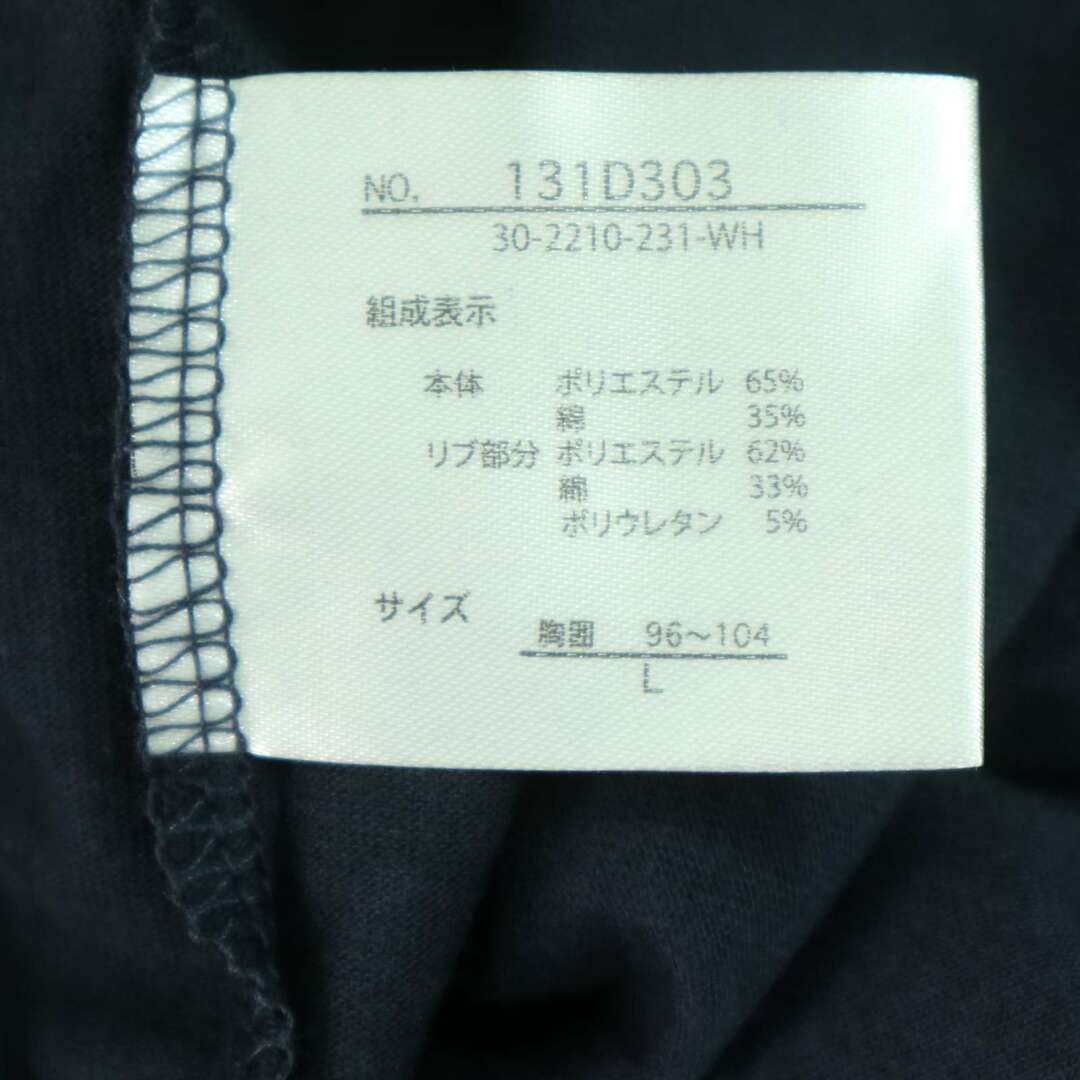 NO. 131D303
30-2210-231-WH
組成表示
本体 ポリエステル 65%
綿 35%
リブ部分 ポリエステル 62%
綿 33%
ポリウレタン 5%
サイズ
胸囲 96～104
L